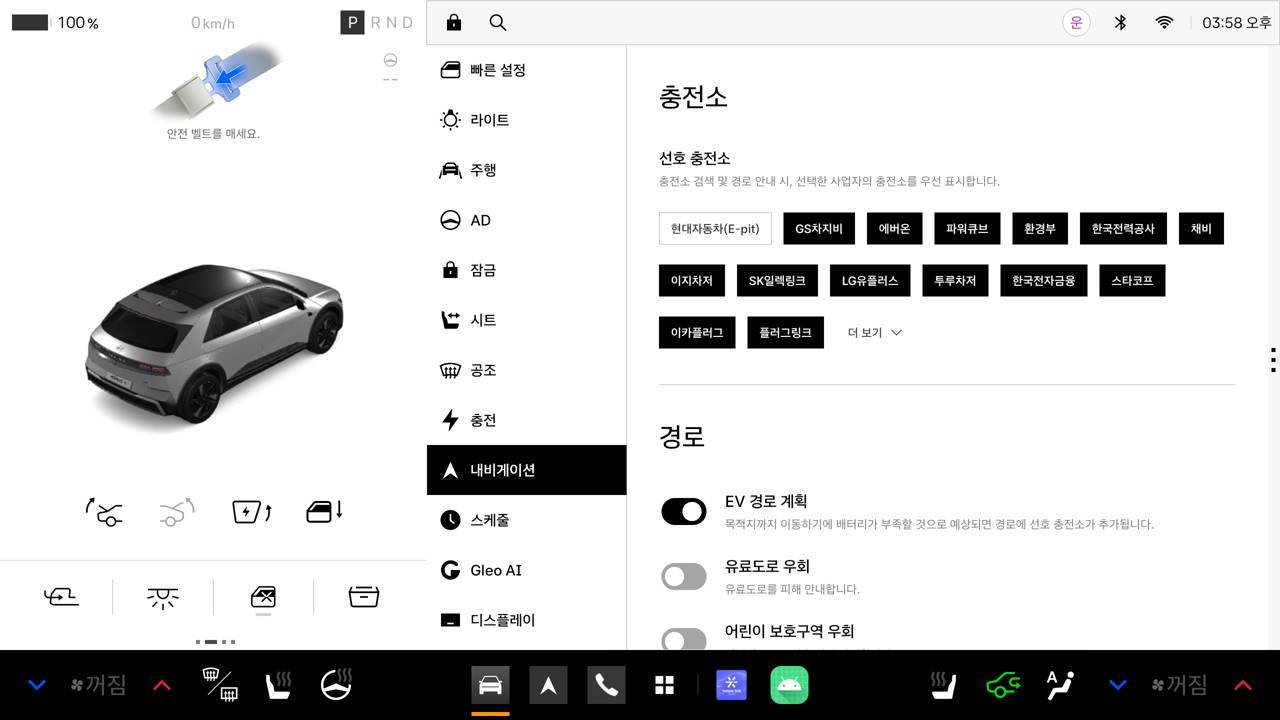 100 %
0 km/h
P R N D
운
03:58 오후
안전 벨트를 매세요.
빠른 설정
라이트
주행
AD
잠금
시트
공조
충전
내비게이션
스케줄
Gleo AI
디스플레이
충전소
선호 충전소
충전소 검색 및 경로 안내 시, 선택한 사업자의 충전소를 우선 표시합니다.
현대자동차(E-pit) GS차지비 에버온 파워큐브 환경부 한국전력공사 채비
이지차저 SK일렉링크 LG유플러스 투루차저 한국전자금융 스타코프
이카플러그 플러그링크 더 보기
경로
EV 경로 계획
목적지까지 이동하기에 배터리가 부족할 것으로 예상되면 경로에 선호 충전소가 추가됩니다.
유료도로 우회
유료도로를 피해 안내합니다.
어린이 보호구역 우회
꺼짐
A
꺼짐